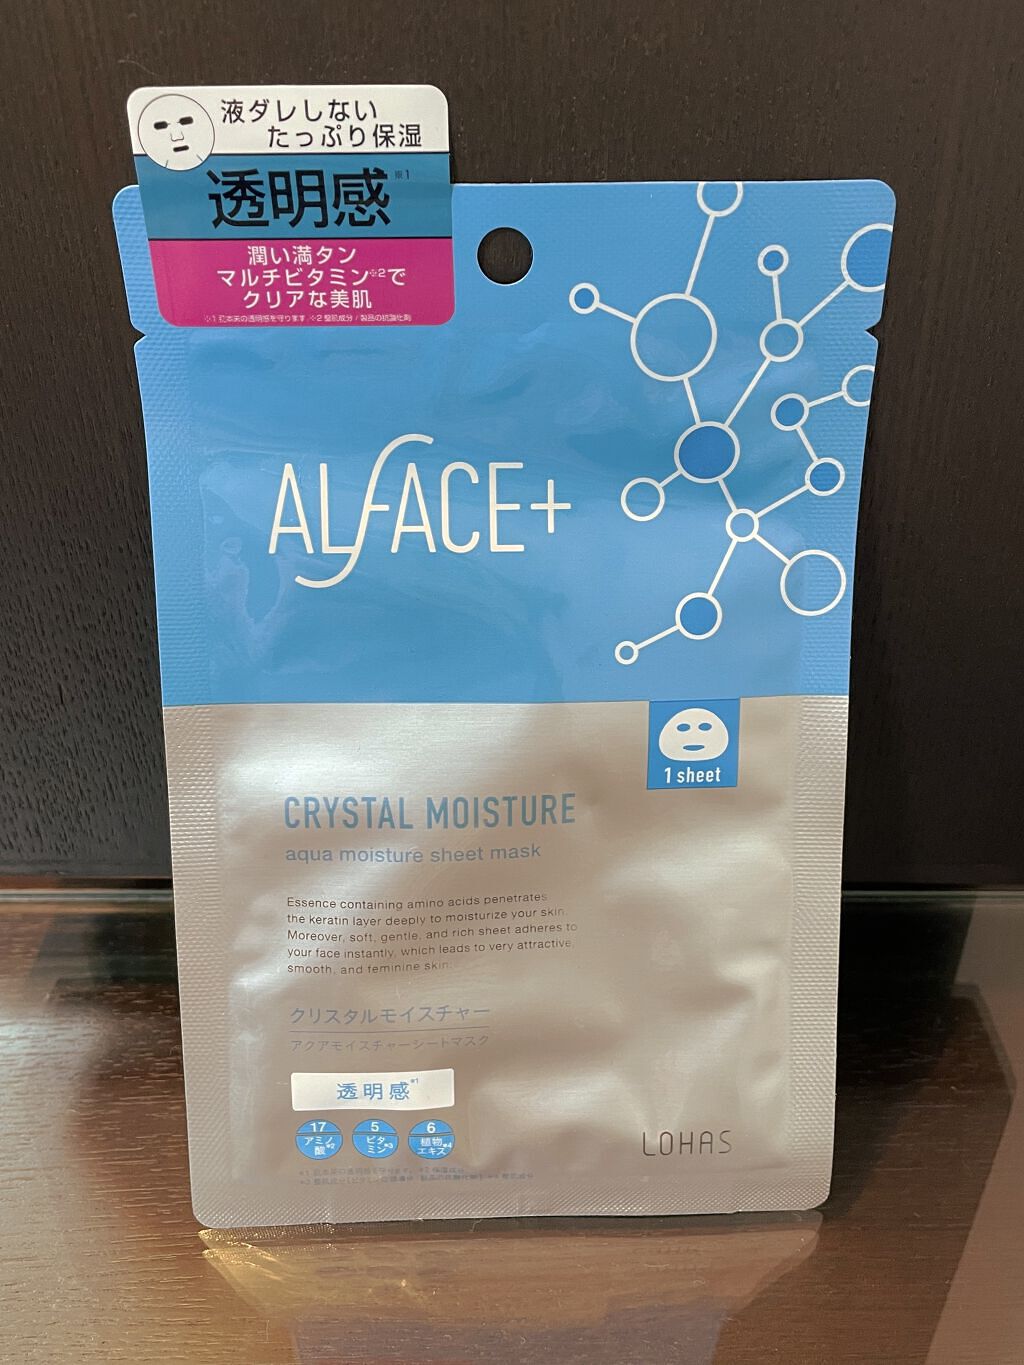 液ダレしない
たっぷり保湿
透明感※1
潤い満タン
マルチビタミン※2で
クリアな美肌
ALFACE+
1 sheet
CRYSTAL MOISTURE
aqua moisture sheet mask
Essence containing amino acids penetrates
the keratin layer deeply to moisturize your skin.
Moreover, soft, gentle, and rich sheet adheres to
your face instantly, which leads to very attractive,
smooth, and feminine skin.
クリスタルモイスチャー
アクアモイスチャーシートマスク
透明感※1
17
アミノ
酸※2
5
ビタ
ミン※3
6
植物
エキス※4
LOHAS